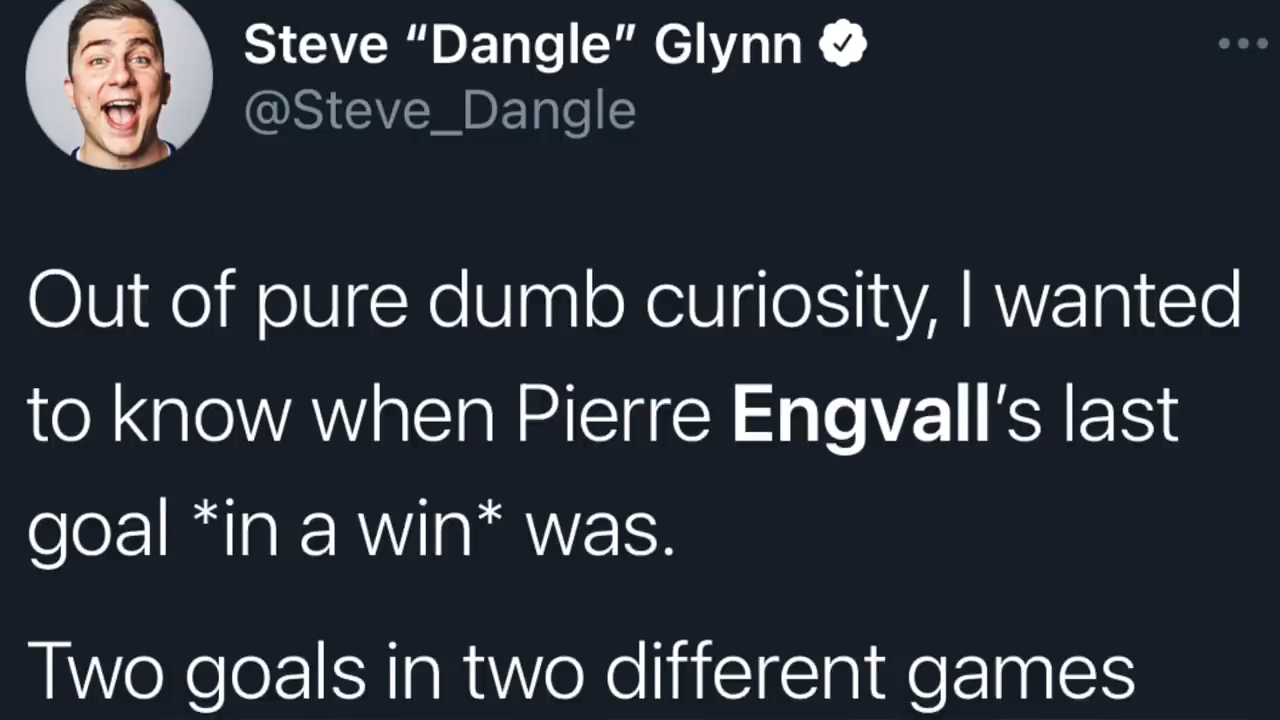 Steve “Dangle” Glynn
@Steve_Dangle
Out of pure dumb curiosity, I wanted
to know when Pierre Engvall’s last
goal *in a win* was.
Two goals in two different games